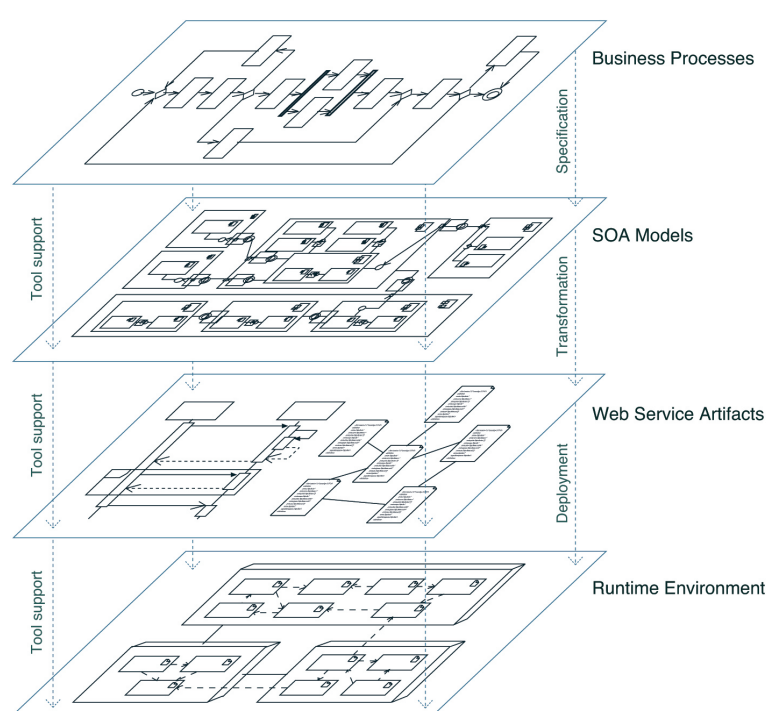 Business Processes
Specification
Tool support
SOA Models
Transformation
Tool support
Web Service Artifacts
Deployment
Tool support
Runtime Environment